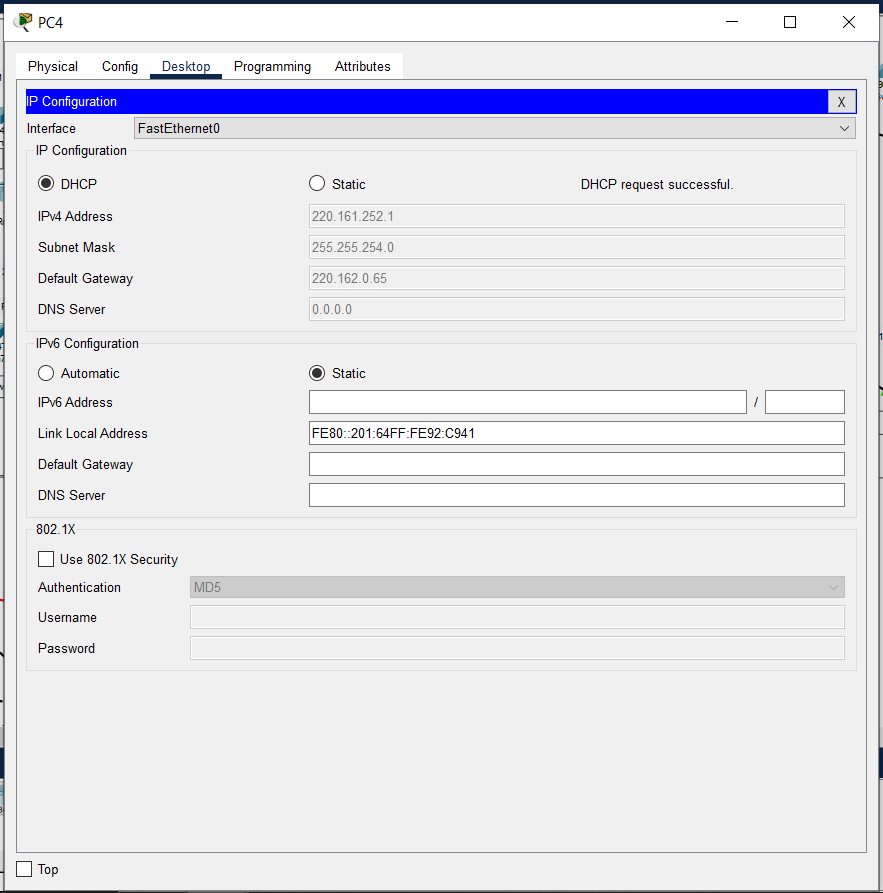 PC4
Physical Config Desktop Programming Attributes
IP Configuration X
Interface FastEthernet0
IP Configuration
DHCP Static DHCP request successful.
IPv4 Address 220.161.252.1
Subnet Mask 255.255.254.0
Default Gateway 220.162.0.65
DNS Server 0.0.0.0
IPv6 Configuration
Automatic Static
IPv6 Address /
Link Local Address FE80::201:64FF:FE92:C941
Default Gateway
DNS Server
802.1X
Use 802.1X Security
Authentication MD5
Username
Password
Top